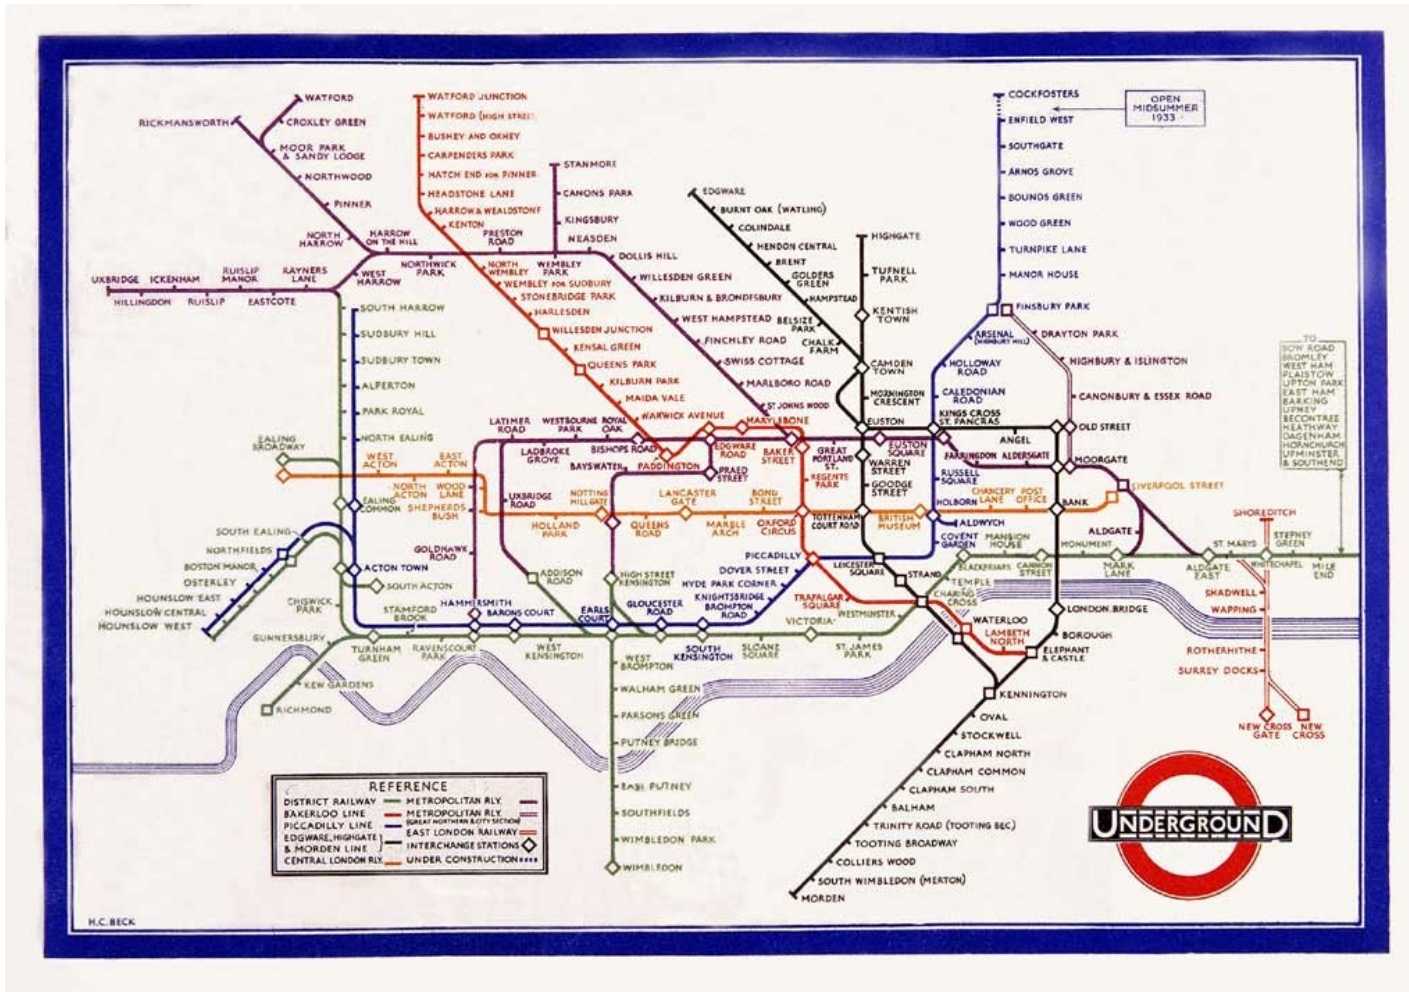 WATFORD
CROXLEY GREEN
RICKMANSWORTH
MOOR PARK
& SANDY LODGE
NORTHWOOD
PINNER
NORTH
HARROW
HARROW
ON THE HILL
NORTHWICK
PARK
PRESTON
ROAD
WEMBLEY
PARK
NEASDEN
STANMORE
CANONS PARK
KINGSBURY
DOLLIS HILL
WILLESDEN GREEN
KILBURN & BRONDESBURY
WEST HAMPSTEAD
FINCHLEY ROAD
SWISS COTTAGE
MARLBORO ROAD
ST. JOHNS WOOD
UXBRIDGE
HILLINGDON
ICKENHAM
RUISLIP
RUISLIP
MANOR
EASTCOTE
RAYNERS
LANE
WEST
HARROW
WATFORD JUNCTION
WATFORD (HIGH STREET
BUSHEY AND OXHEY
CARPENDERS PARK
HATCH END FOR PINNER
HEADSTONE LANE
HARROW & WEALDSTONE
KENTON
NORTH
WEMBLEY
WEMBLEY FOR SUDBURY
STONEBRIDGE PARK
HARLESDEN
WILLESDEN JUNCTION
KENSAL GREEN
QUEENS PARK
KILBURN PARK
MAIDA VALE
WARWICK AVENUE
PADDINGTON
EDGWARE
ROAD
MARYLEBONE
BAKER
STREET
REGENTS
PARK
OXFORD
CIRCUS
PICCADILLY
TRAFALGAR
SQUARE
CHARING
CROSS
WATERLOO
LAMBETH
NORTH
ELEPHANT
& CASTLE
EDGWARE
BURNT OAK (WATLING)
COLINDALE
HENDON CENTRAL
BRENT
GOLDERS
GREEN
HAMPSTEAD
BELSIZE
PARK
CHALK
FARM
HIGHGATE
TUFNELL
PARK
KENTISH
TOWN
CAMDEN
TOWN
MORNINGTON
CRESCENT
EUSTON
WARREN
STREET
GOODGE
STREET
TOTTENHAM
COURT ROAD
LEICESTER
SQUARE
STRAND
KENNINGTON
OVAL
STOCKWELL
CLAPHAM NORTH
CLAPHAM COMMON
CLAPHAM SOUTH
BALHAM
TRINITY ROAD (TOOTING BEC)
TOOTING BROADWAY
COLLIERS WOOD
SOUTH WIMBLEDON (MERTON)
MORDEN
KINGS CROSS
ST. PANCRAS
ANGEL
OLD STREET
MOORGATE
BANK
LONDON BRIDGE
BOROUGH
COCKFOSTERS
OPEN
MIDSUMMER
1933
ENFIELD WEST
SOUTHGATE
ARNOS GROVE
BOUNDS GREEN
WOOD GREEN
TURNPIKE LANE
MANOR HOUSE
FINSBURY PARK
ARSENAL
(HIGHBURY HILL)
HOLLOWAY
ROAD
CALEDONIAN
ROAD
RUSSELL
SQUARE
HOLBORN
ALDWYCH
COVENT
GARDEN
DOVER STREET
HYDE PARK CORNER
KNIGHTSBRIDGE
BROMPTON
ROAD
SOUTH
KENSINGTON
GLOUCESTER
ROAD
EARLS
COURT
BARONS COURT
HAMMERSMITH
ACTON TOWN
SOUTH EALING
NORTHFIELDS
BOSTON MANOR
OSTERLEY
HOUNSLOW EAST
HOUNSLOW CENTRAL
HOUNSLOW WEST
SOUTH HARROW
SUDBURY HILL
SUDBURY TOWN
ALPERTON
PARK ROYAL
NORTH EALING
EALING
COMMON
EALING
BROADWAY
DRAYTON PARK
HIGHBURY & ISLINGTON
CANONBURY & ESSEX ROAD
LATIMER
ROAD
LADBROKE
GROVE
WESTBOURNE
PARK
ROYAL
OAK
BISHOPS ROAD
BAYSWATER
PRAED
STREET
GREAT
PORTLAND
ST.
EUSTON
SQUARE
FARRINGDON
ALDERSGATE
LIVERPOOL STREET
ALDGATE
UXBRIDGE
ROAD
SHEPHERDS
BUSH
GOLDHAWK
ROAD
ADDISON
ROAD
HIGH STREET
KENSINGTON
WEST
ACTON
NORTH
ACTON
EAST
ACTON
WOOD
LANE
HOLLAND
PARK
NOTTING
HILL GATE
QUEENS
ROAD
LANCASTER
GATE
MARBLE
ARCH
BOND
STREET
BRITISH
MUSEUM
CHANCERY
LANE
POST
OFFICE
SOUTH ACTON
CHISWICK
PARK
GUNNERSBURY
KEW GARDENS
RICHMOND
TURNHAM
GREEN
STAMFORD
BROOK
RAVENSCOURT
PARK
WEST
KENSINGTON
SLOANE
SQUARE
VICTORIA
ST. JAMES
PARK
WESTMINSTER
TEMPLE
BLACKFRIARS
MANSION
HOUSE
CANNON
STREET
MONUMENT
MARK
LANE
ALDGATE
EAST
ST MARYS
WHITECHAPEL
STEPNEY
GREEN
MILE
END
TO
BOW ROAD
BROMLEY
WEST HAM
PLAISTOW
UPTON PARK
EAST HAM
BARKING
UPNEY
BECONTREE
HEATHWAY
DAGENHAM
HORNCHURCH
UPMINSTER
& SOUTHEND
SHOREDITCH
SHADWELL
WAPPING
ROTHERHITHE
SURREY DOCKS
NEW CROSS
GATE
NEW
CROSS
WEST
BROMPTON
WALHAM GREEN
PARSONS GREEN
PUTNEY BRIDGE
EAST PUTNEY
SOUTHFIELDS
WIMBLEDON PARK
WIMBLEDON
REFERENCE
DISTRICT RAILWAY
BAKERLOO LINE
PICCADILLY LINE
EDGWARE, HIGHGATE
& MORDEN LINE
CENTRAL LONDON RLY.
METROPOLITAN RLY.
METROPOLITAN RLY.
(GREAT NORTHERN & CITY SECTION)
EAST LONDON RAILWAY
INTERCHANGE STATIONS
UNDER CONSTRUCTION
UNDERGROUND
H.C. BECK